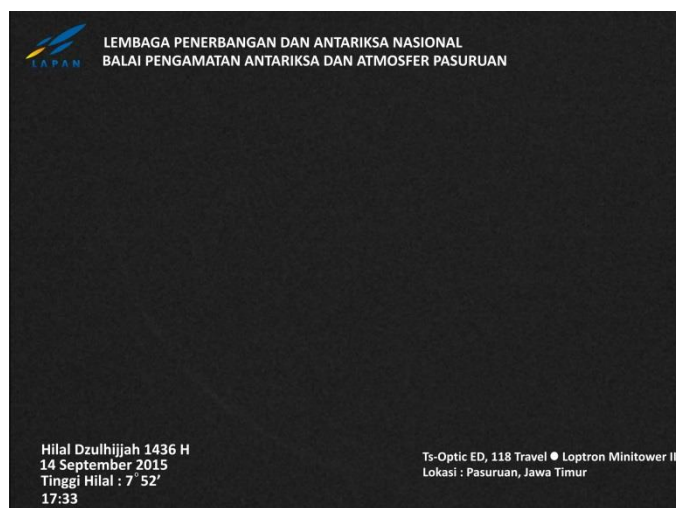 LAPAN
LEMBAGA PENERBANGAN DAN ANTARIKSA NASIONAL
BALAI PENGAMATAN ANTARIKSA DAN ATMOSFER PASURUAN
Hilal Dzulhijjah 1436 H
14 September 2015
Tinggi Hilal : 7°52'
17:33
Ts-Optic ED, 118 Travel ● Loptron Minitower II
Lokasi : Pasuruan, Jawa Timur